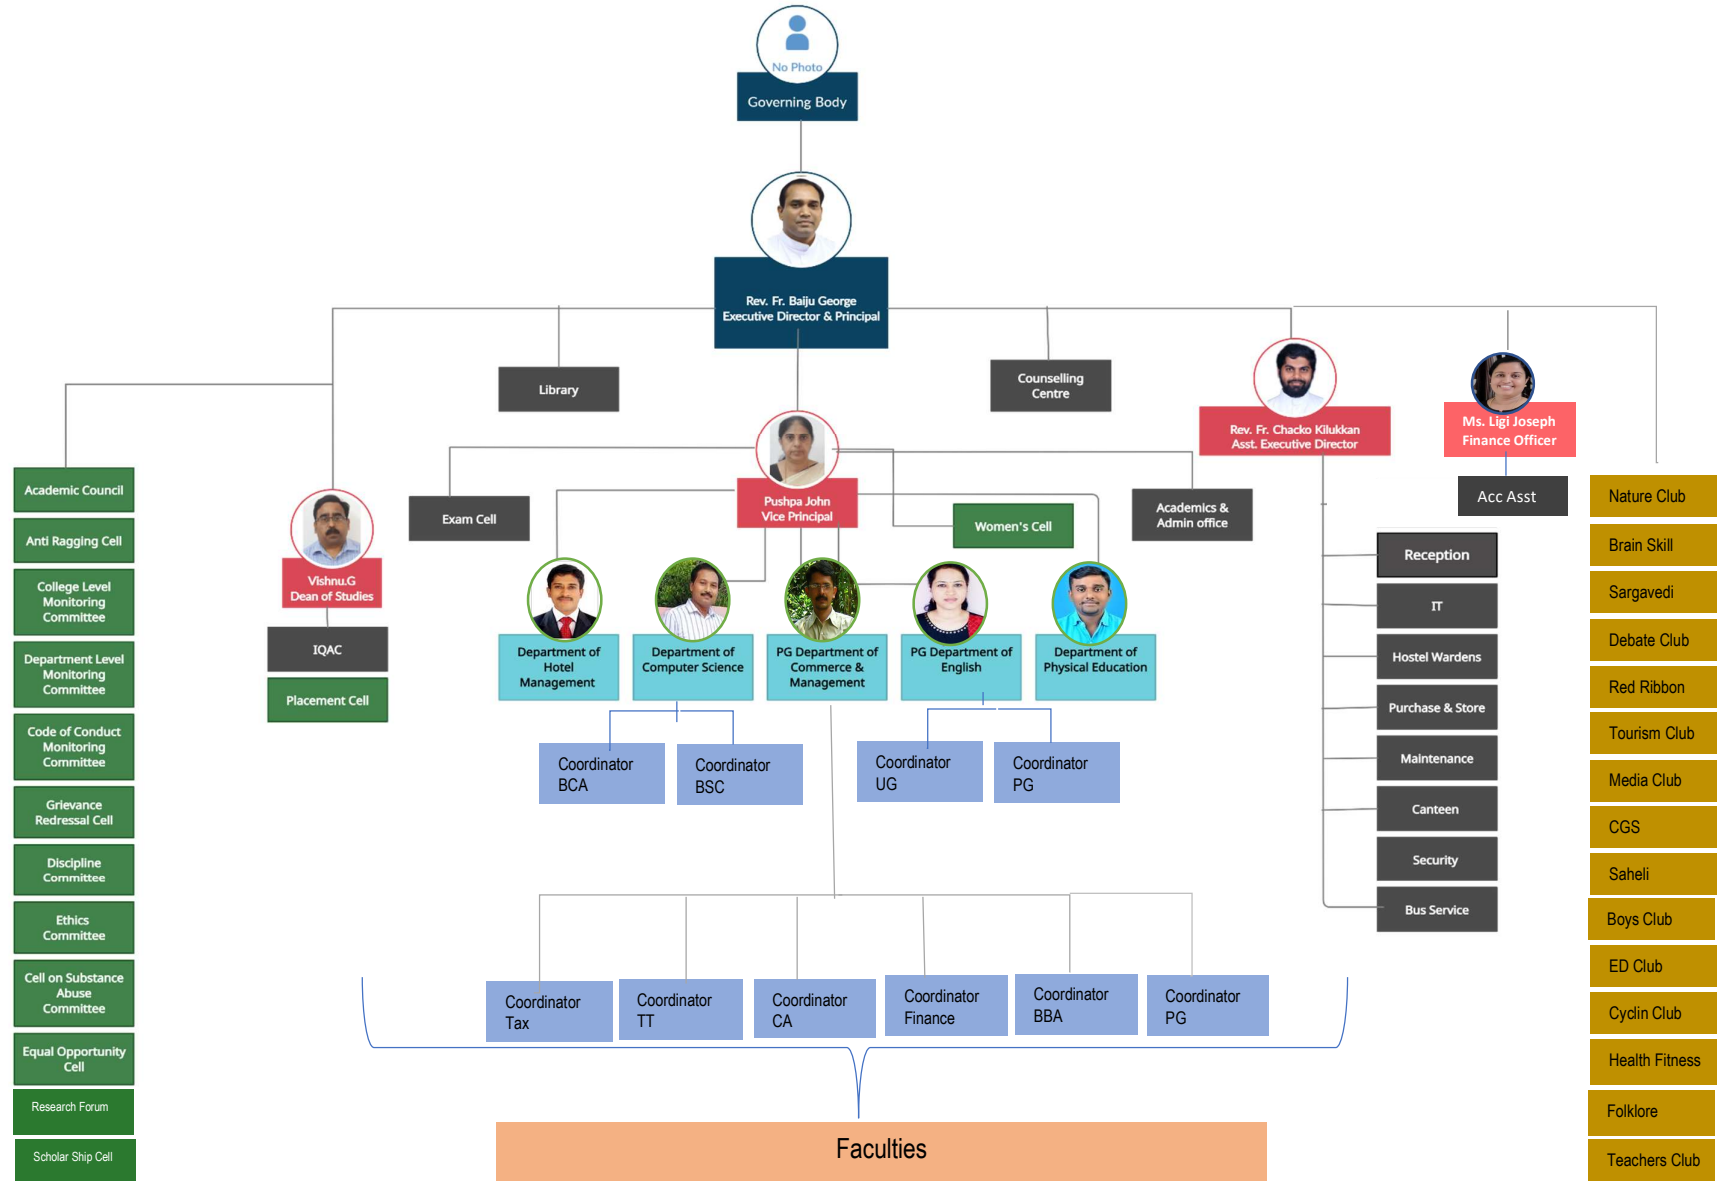 No Photo
Governing Body
Rev. Fr. Baiju George
Executive Director & Principal
Library
Counselling
Centre
Rev. Fr. Chacko Kilukkan
Asst. Executive Director
Ms. Ligi Joseph
Finance Officer
Acc Asst
Pushpa John
Vice Principal
Exam Cell
Women's Cell
Academics &
Admin office
Vishnu.G
Dean of Studies
IQAC
Placement Cell
Academic Council
Anti Ragging Cell
College Level
Monitoring
Committee
Department Level
Monitoring
Committee
Code of Conduct
Monitoring
Committee
Grievance
Redressal Cell
Discipline
Committee
Ethics
Committee
Cell on Substance
Abuse
Committee
Equal Opportunity
Cell
Research Forum
Scholar Ship Cell
Department of
Hotel
Management
Department of
Computer Science
PG Department of
Commerce &
Management
PG Department of
English
Department of
Physical Education
Coordinator
BCA
Coordinator
BSC
Coordinator
UG
Coordinator
PG
Coordinator
Tax
Coordinator
TT
Coordinator
CA
Coordinator
Finance
Coordinator
BBA
Coordinator
PG
Faculties
Reception
IT
Hostel Wardens
Purchase & Store
Maintenance
Canteen
Security
Bus Service
Nature Club
Brain Skill
Sargavedi
Debate Club
Red Ribbon
Tourism Club
Media Club
CGS
Saheli
Boys Club
ED Club
Cyclin Club
Health Fitness
Folklore
Teachers Club